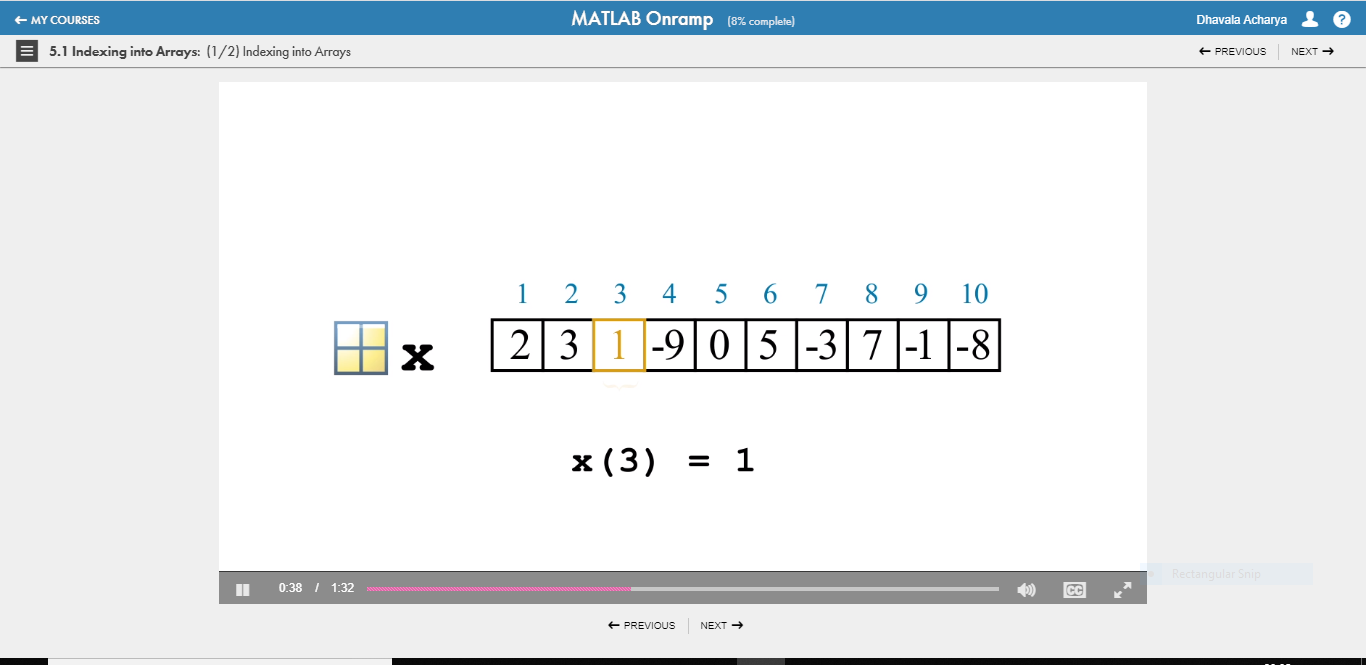 ← MY COURSES
MATLAB Onramp (8% complete)
Dhavala Acharya
?
5.1 Indexing into Arrays: (1/2) Indexing into Arrays
← PREVIOUS
NEXT →
1 2 3 4 5 6 7 8 9 10
x 2 3 1 -9 0 5 -3 7 -1 -8
x(3) = 1
Rectangular Snip
0:38 / 1:32
CC
← PREVIOUS
NEXT →